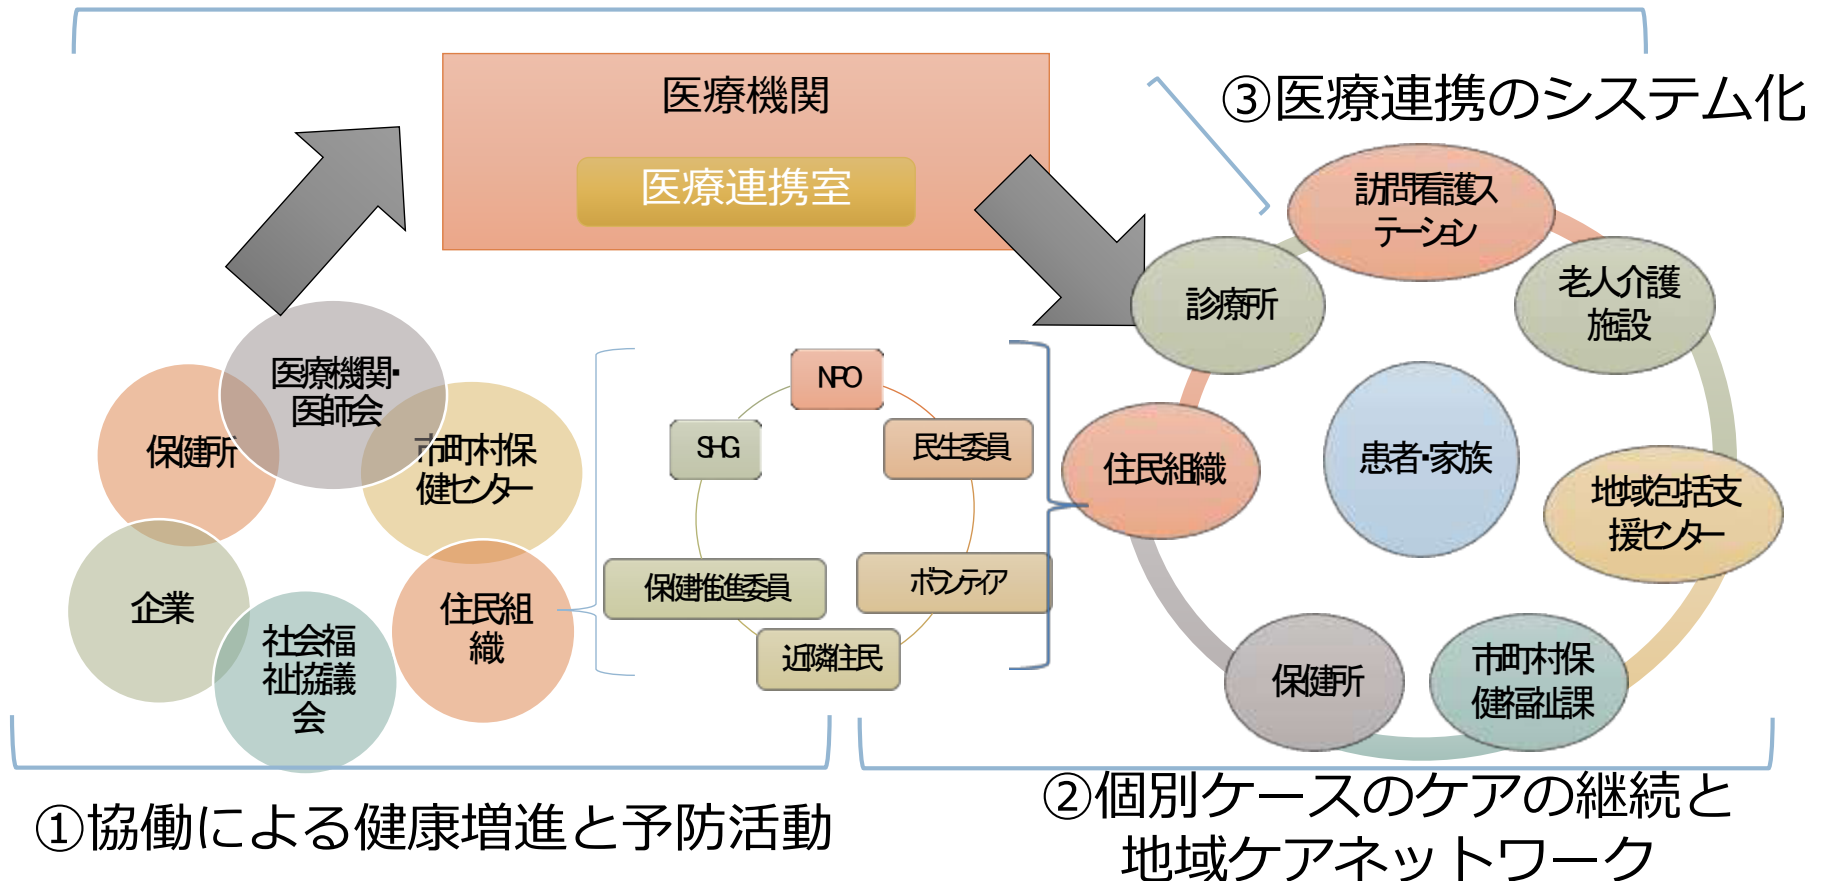 医療機関
医療連携室
③医療連携のシステム化
医療機関・
医師会
保健所
市町村保
健センター
企業
社会福
祉協議
会
住民組
織
NPO
SHG
民生委員
保健推進委員
ボランティア
近隣住民
訪問看護ス
テーション
診療所
老人介護
施設
住民組織
患者・家族
地域包括支
援センター
保健所
市町村保
健福祉課
①協働による健康増進と予防活動
②個別ケースのケアの継続と
地域ケアネットワーク